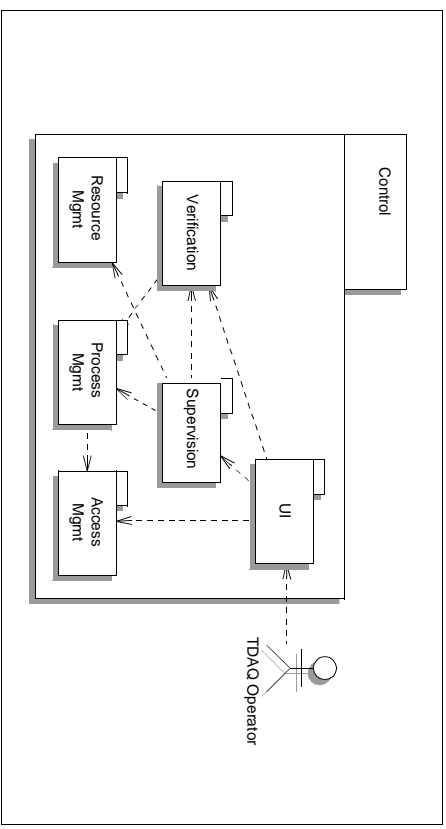 Control
TDAQ Operator
UI
Verification
Supervision
Resource
Mgmt
Process
Mgmt
Access
Mgmt